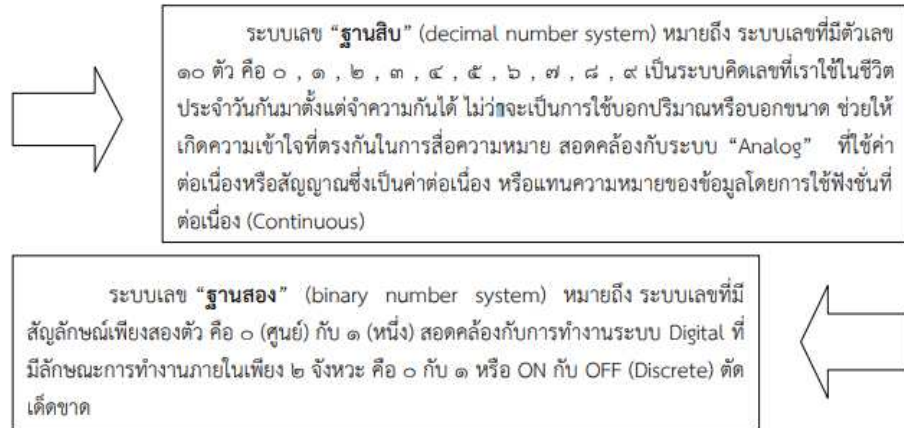 ระบบเลข “ฐานสิบ” (decimal number system) หมายถึง ระบบเลขที่มีตัวเลข
๑๐ ตัว คือ ๐ , ๑ , ๒ , ๓ , ๔ , ๕ , ๖ , ๗ , ๘ , ๙ เป็นระบบคิดเลขที่เราใช้ในชีวิต
ประจำวันกันมาตั้งแต่จำความกันได้ ไม่ว่าจะเป็นการใช้บอกปริมาณหรือบอกขนาด ช่วยให้
เกิดความเข้าใจที่ตรงกันในการสื่อความหมาย สอดคล้องกับระบบ “Analog” ที่ใช้ค่า
ต่อเนื่องหรือสัญญาณซึ่งเป็นค่าต่อเนื่อง หรือแทนความหมายของข้อมูลโดยการใช้ฟังชั่นที่
ต่อเนื่อง (Continuous)
ระบบเลข “ฐานสอง” (binary number system) หมายถึง ระบบเลขที่มี
สัญลักษณ์เพียงสองตัว คือ ๐ (ศูนย์) กับ ๑ (หนึ่ง) สอดคล้องกับการทำงานระบบ Digital ที่
มีลักษณะการทำงานภายในเพียง ๒ จังหวะ คือ ๐ กับ ๑ หรือ ON กับ OFF (Discrete) ตัด
เด็ดขาด